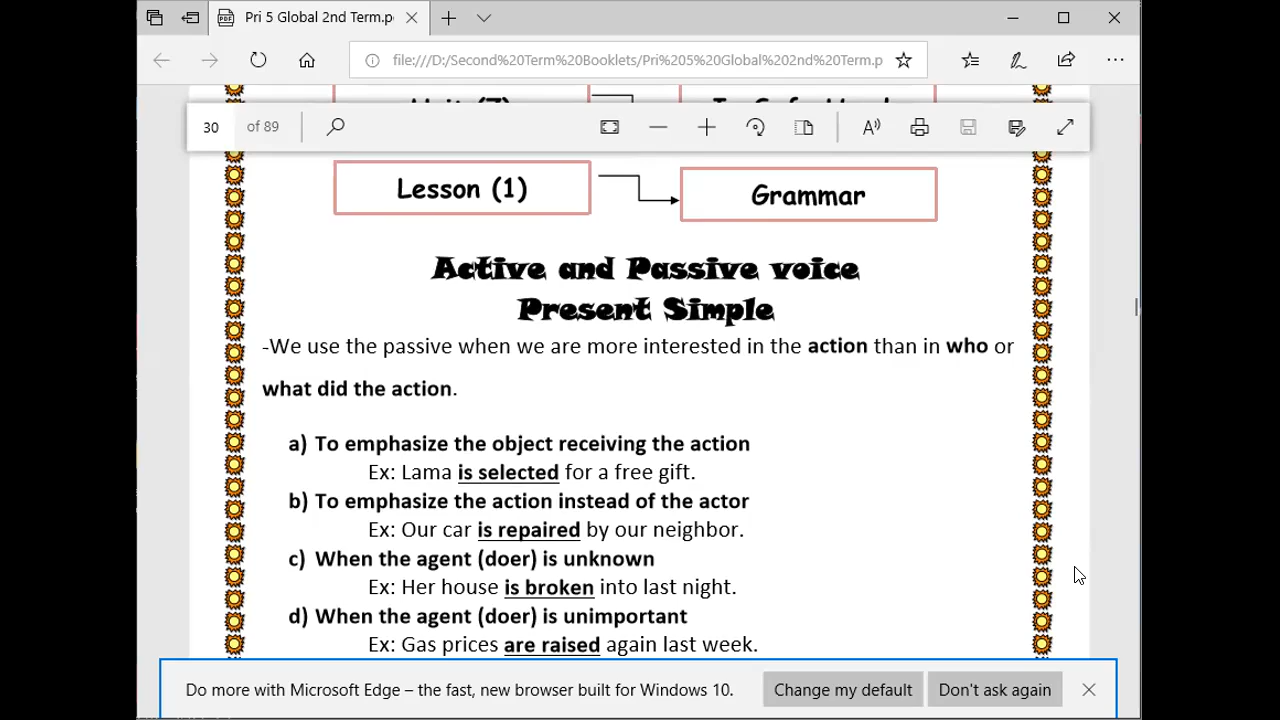 Pri 5 Global 2nd Term.p
file:///D:/Second%20Term%20Booklets/Pri%205%20Global%202nd%20Term.p
30 of 89
Lesson (1)
Grammar
Active and Passive voice
Present Simple
-We use the passive when we are more interested in the action than in who or
what did the action.
a) To emphasize the object receiving the action
Ex: Lama is selected for a free gift.
b) To emphasize the action instead of the actor
Ex: Our car is repaired by our neighbor.
c) When the agent (doer) is unknown
Ex: Her house is broken into last night.
d) When the agent (doer) is unimportant
Ex: Gas prices are raised again last week.
Do more with Microsoft Edge – the fast, new browser built for Windows 10.
Change my default
Don't ask again